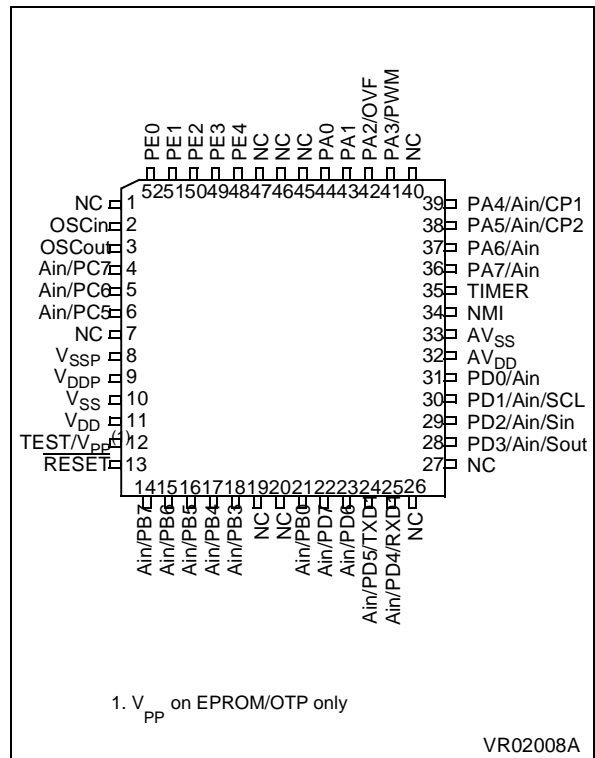 PE0
PE1
PE2
PE3
PE4
NC
NC
NC
PA0
PA1
PA2/OVF
PA3/PWM
NC
52 51 50 49 48 47 46 45 44 43 42 41 40
NC 1
OSCin 2
OSCout 3
Ain/PC7 4
Ain/PC6 5
Ain/PC5 6
NC 7
VSSP 8
VDDP 9
VSS 10
VDD 11
TEST/VPP(1) 12
RESET 13
39 PA4/Ain/CP1
38 PA5/Ain/CP2
37 PA6/Ain
36 PA7/Ain
35 TIMER
34 NMI
33 AVSS
32 AVDD
31 PD0/Ain
30 PD1/Ain/SCL
29 PD2/Ain/Sin
28 PD3/Ain/Sout
27 NC
14 15 16 17 18 19 20 21 22 23 24 25 26
Ain/PB7
Ain/PB6
Ain/PB5
Ain/PB4
Ain/PB3
NC
NC
Ain/PB0
Ain/PD7
Ain/PD6
Ain/PD5/TXD1
Ain/PD4/RXD1
NC
1. VPP on EPROM/OTP only
VR02008A